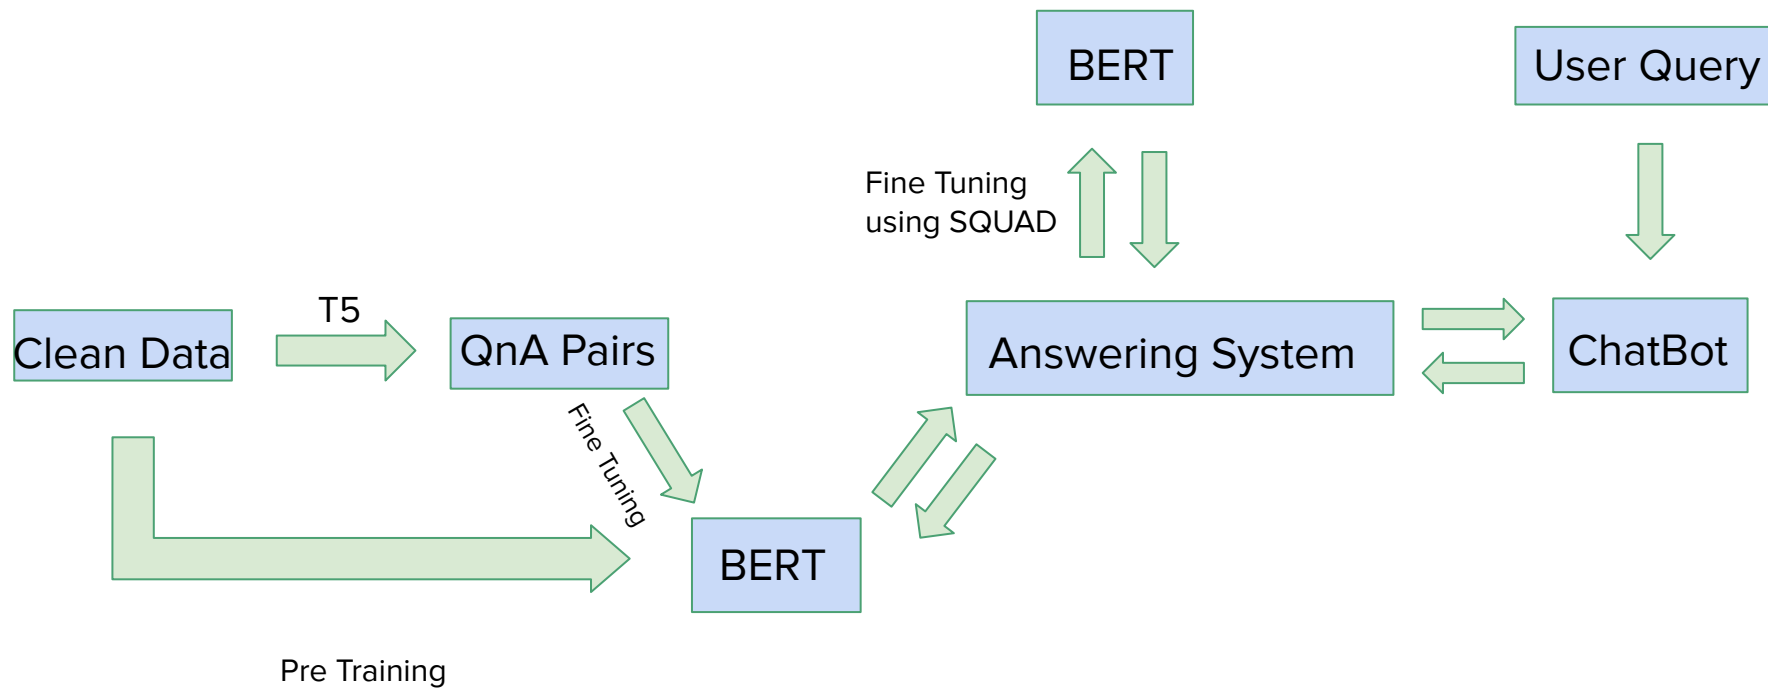 BERT
User Query
Fine Tuning
using SQUAD
T5
Clean Data
QnA Pairs
Answering System
ChatBot
Fine Tuning
BERT
Pre Training